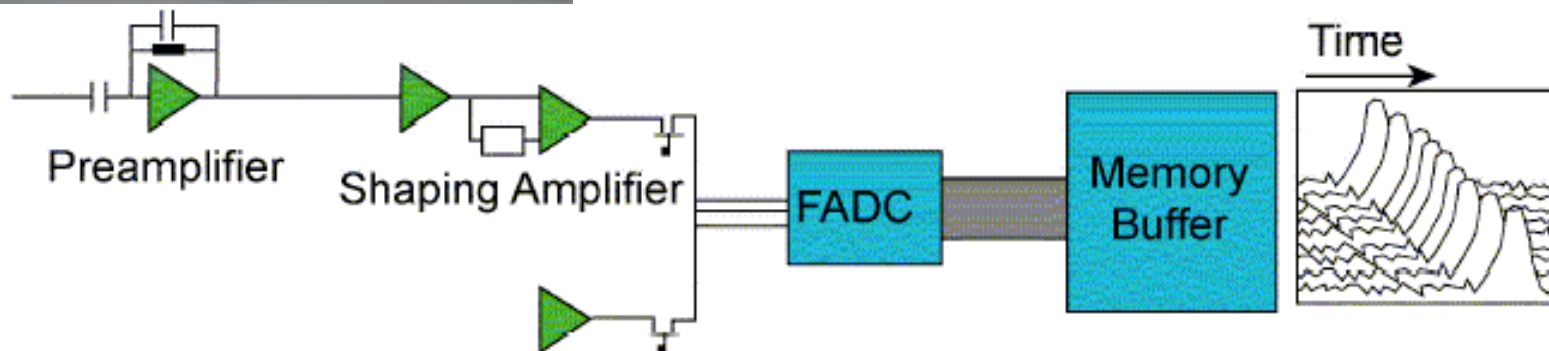 Time
Preamplifier
Shaping Amplifier
FADC
Memory
Buffer